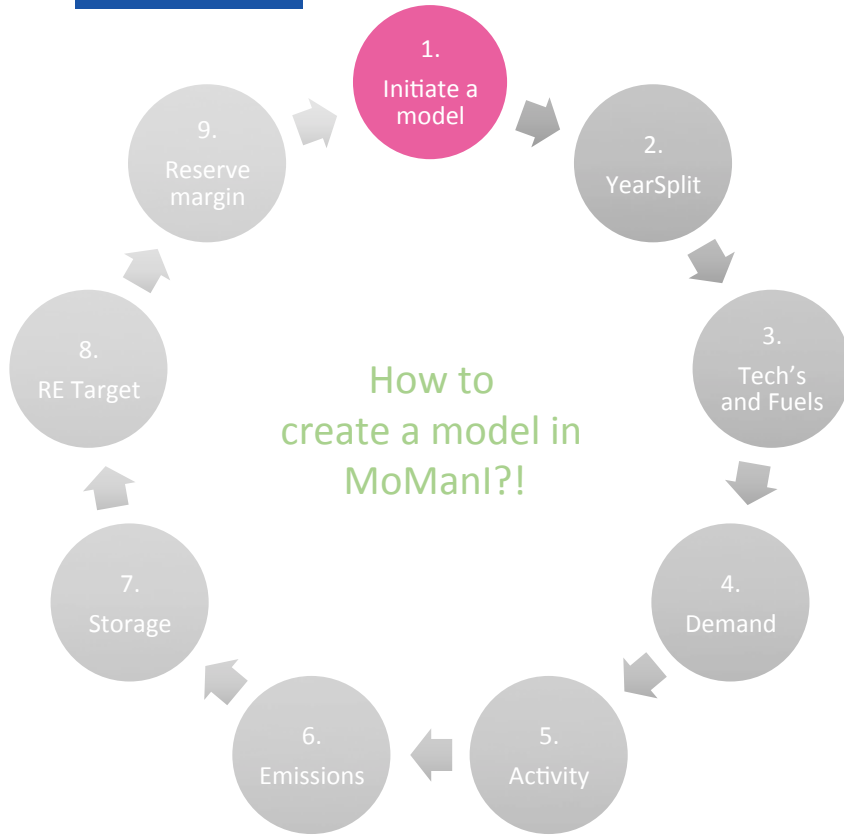 1.
Initiate a
model
2.
YearSplit
3.
Tech's
and Fuels
4.
Demand
5.
Activity
6.
Emissions
7.
Storage
8.
RE Target
9.
Reserve
margin
How to
create a model in
MoManI?!